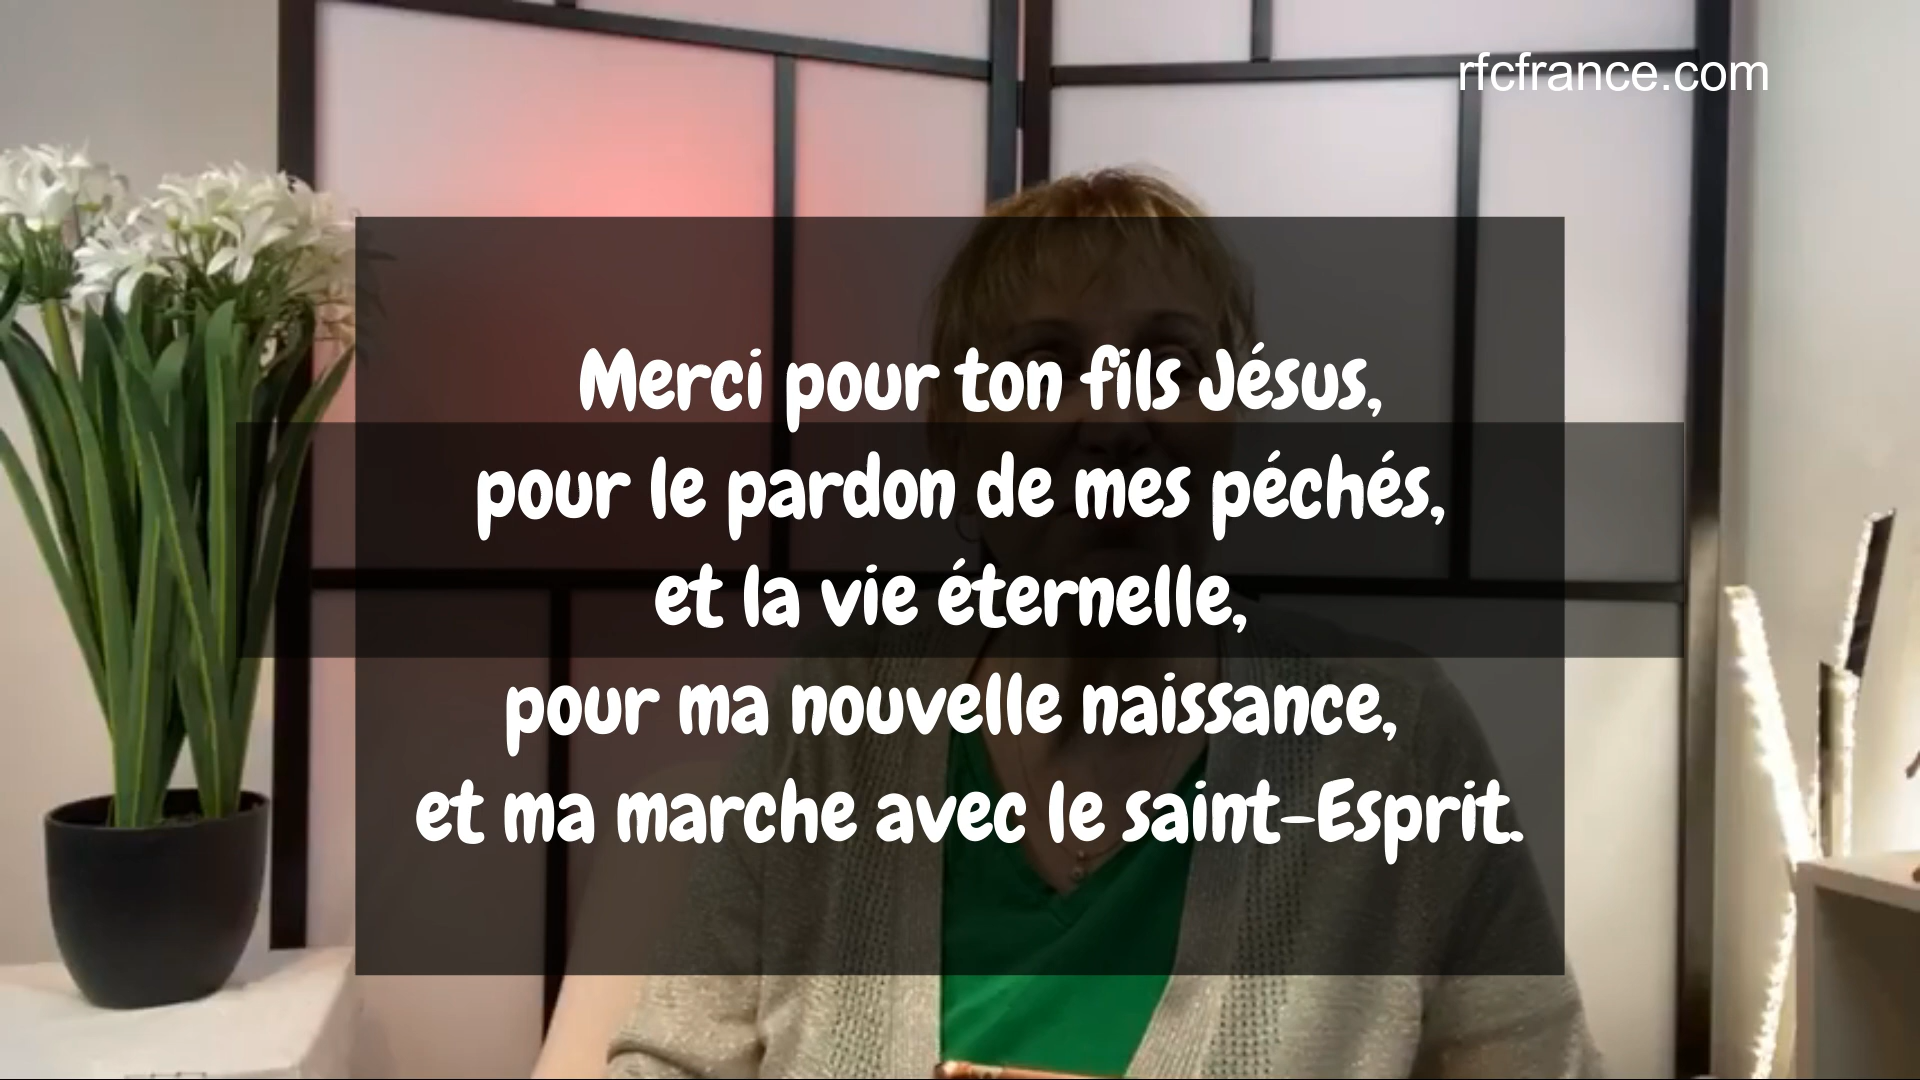 rfcfrance.com
Merci pour ton fils Jésus,
pour le pardon de mes péchés,
et la vie éternelle,
pour ma nouvelle naissance,
et ma marche avec le saint-Esprit.